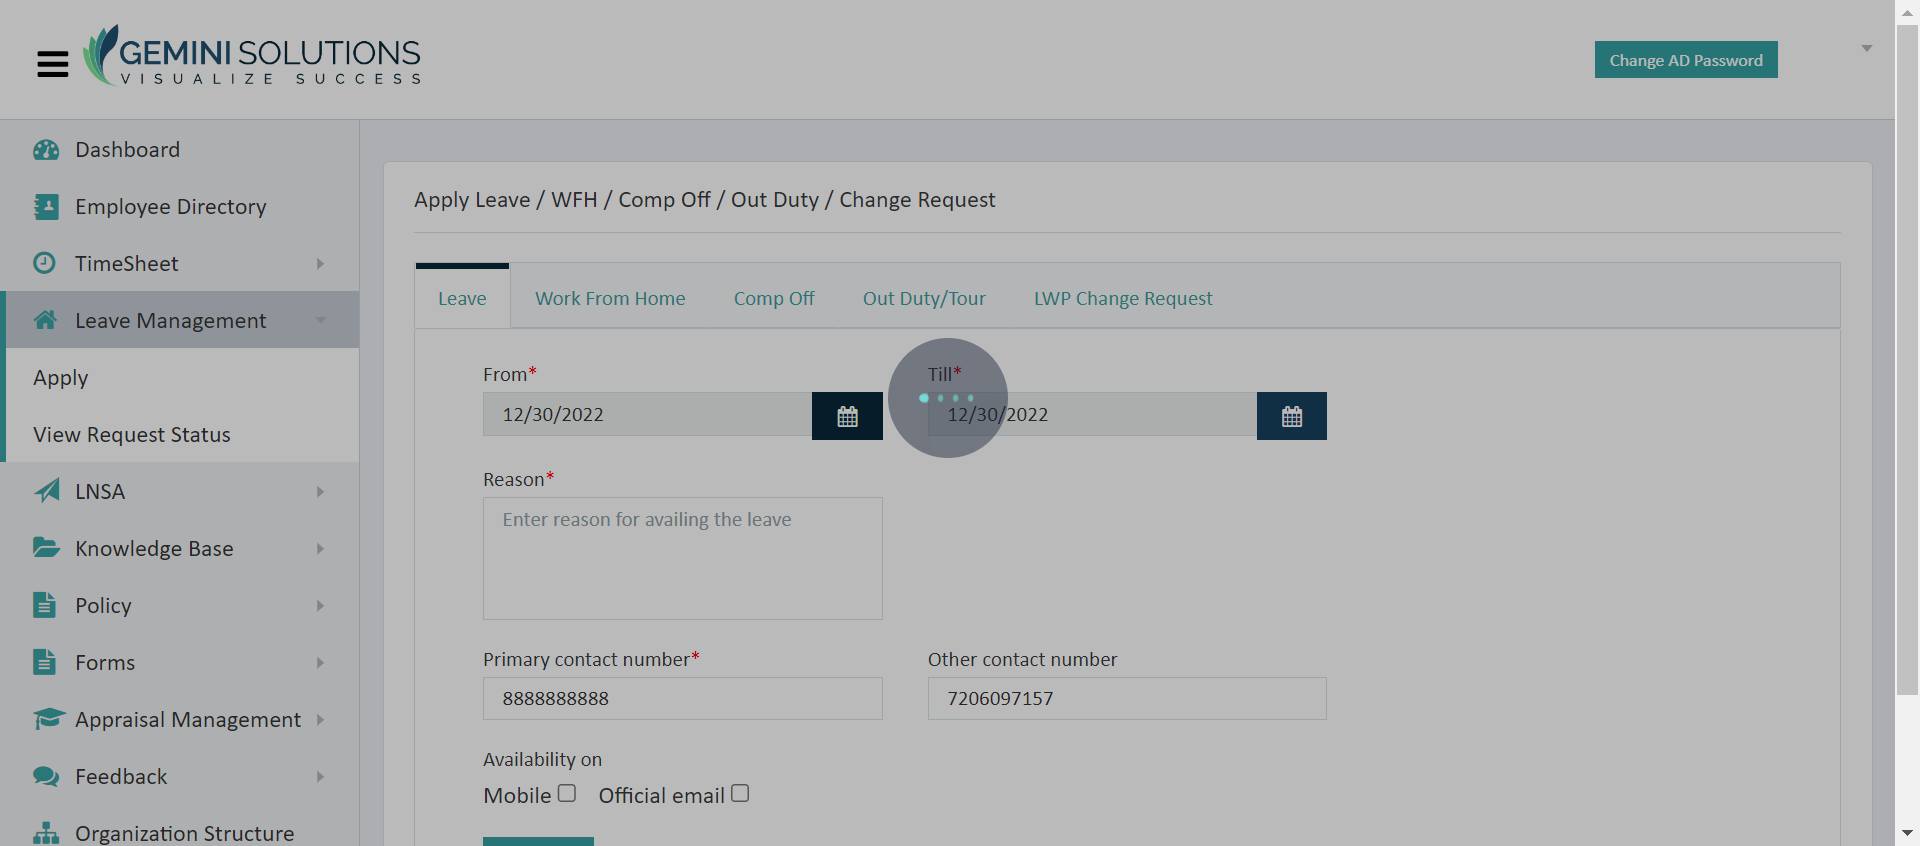 GEMINI SOLUTIONS
VISUALIZE SUCCESS
Change AD Password
Dashboard
Employee Directory
TimeSheet
Leave Management
Apply
View Request Status
LNSA
Knowledge Base
Policy
Forms
Appraisal Management
Feedback
Organization Structure
Apply Leave / WFH / Comp Off / Out Duty / Change Request
Leave Work From Home Comp Off Out Duty/Tour LWP Change Request
From* Till*
12/30/2022 12/30/2022
Reason*
Enter reason for availing the leave
Primary contact number* Other contact number
8888888888 7206097157
Availability on
Mobile Official email